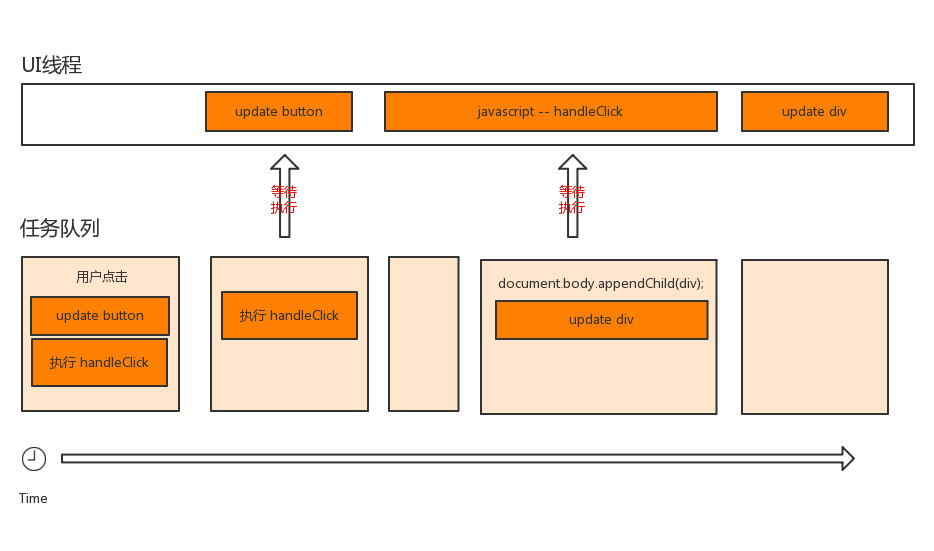 UI线程
update button
javascript -- handleClick
update div
等待
执行
等待
执行
任务队列
用户点击
update button
执行 handleClick
执行 handleClick
document.body.appendChild(div);
update div
Time